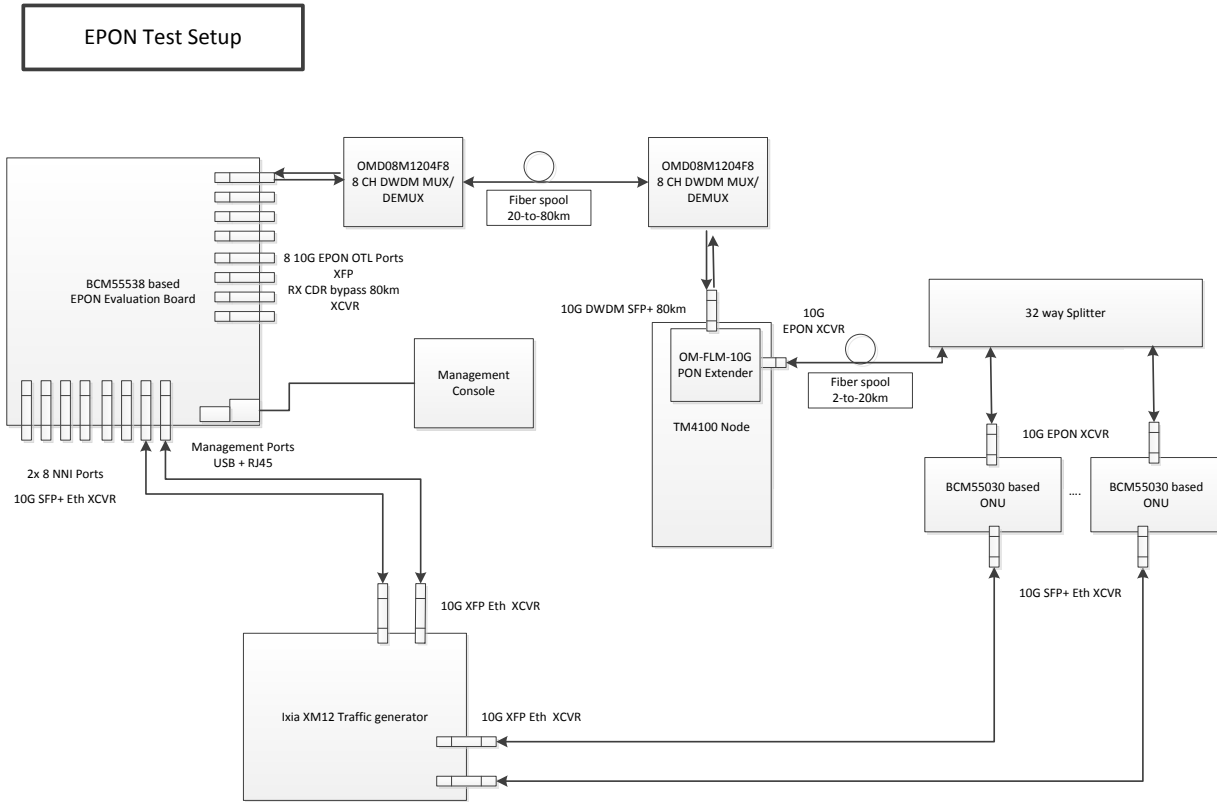 EPON Test Setup
OMD08M1204F8
8 CH DWDM MUX/
DEMUX
Fiber spool
20-to-80km
OMD08M1204F8
8 CH DWDM MUX/
DEMUX
BCM55538 based
EPON Evaluation Board
8 10G EPON OTL Ports
XFP
RX CDR bypass 80km
XCVR
10G DWDM SFP+ 80km
10G
EPON XCVR
32 way Splitter
OM-FLM-10G
PON Extender
Fiber spool
2-to-20km
TM4100 Node
Management
Console
Management Ports
USB + RJ45
2x 8 NNI Ports
10G SFP+ Eth XCVR
10G EPON XCVR
BCM55030 based
ONU
....
BCM55030 based
ONU
10G SFP+ Eth XCVR
10G XFP Eth  XCVR
Ixia XM12 Traffic generator
10G XFP Eth  XCVR